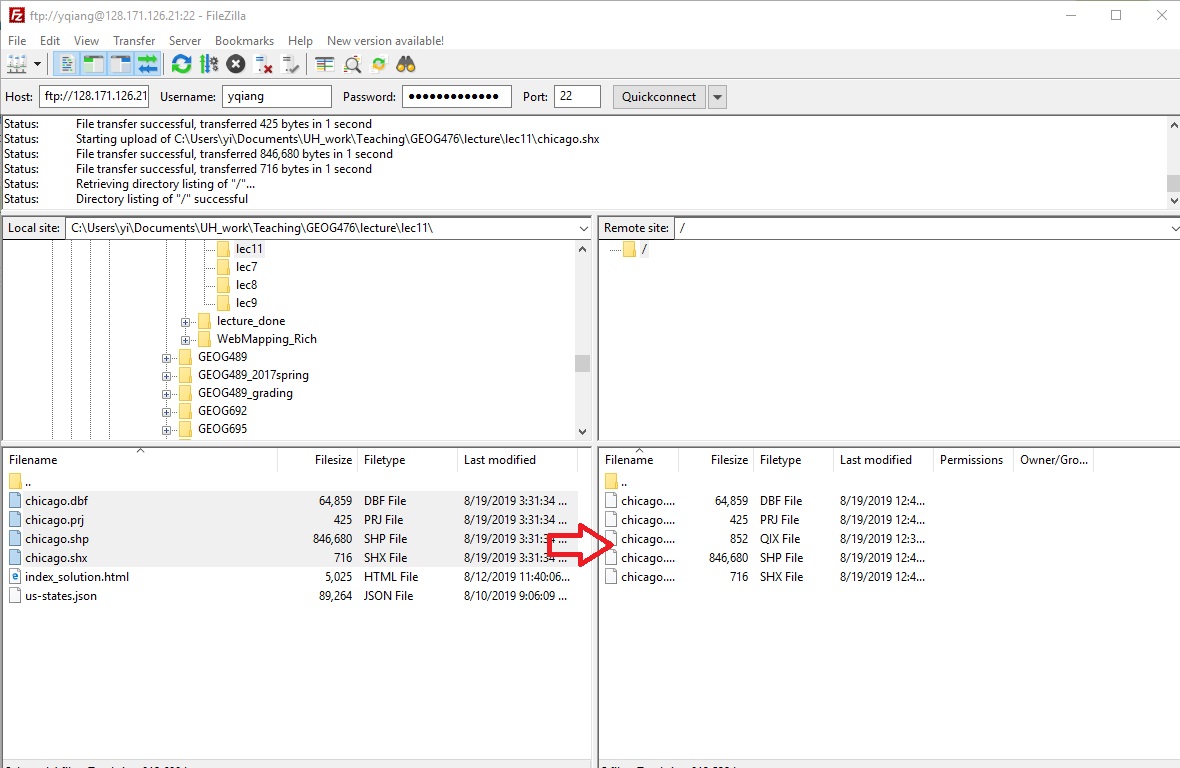 ftp://yqiang@128.171.126.21:22 - FileZilla
File Edit View Transfer Server Bookmarks Help New version available!
Host: ftp://128.171.126.21 Username: yqiang Password: ●●●●●●●●●●●●● Port: 22 Quickconnect
Status: File transfer successful, transferred 425 bytes in 1 second
Status: Starting upload of C:\Users\yi\Documents\UH_work\Teaching\GEOG476\lecture\lec11\chicago.shx
Status: File transfer successful, transferred 846,680 bytes in 1 second
Status: File transfer successful, transferred 716 bytes in 1 second
Status: Retrieving directory listing of "/"...
Status: Directory listing of "/" successful
Local site: C:\Users\yi\Documents\UH_work\Teaching\GEOG476\lecture\lec11\
lec11
lec7
lec8
lec9
lecture_done
WebMapping_Rich
GEOG489
GEOG489_2017spring
GEOG489_grading
GEOG692
GEOG695
Filename Filesize Filetype Last modified
..
chicago.dbf 64,859 DBF File 8/19/2019 3:31:34 ...
chicago.prj 425 PRJ File 8/19/2019 3:31:34 ...
chicago.shp 846,680 SHP File 8/19/2019 3:31:34 ...
chicago.shx 716 SHX File 8/19/2019 3:31:34 ...
index_solution.html 5,025 HTML File 8/12/2019 11:40:06...
us-states.json 89,264 JSON File 8/10/2019 9:06:09 ...
Remote site: /
/
Filename Filesize Filetype Last modified Permissions Owner/Gro...
..
chicago.... 64,859 DBF File 8/19/2019 12:4...
chicago.... 425 PRJ File 8/19/2019 12:4...
chicago.... 852 QIX File 8/19/2019 12:3...
chicago.... 846,680 SHP File 8/19/2019 12:4...
chicago.... 716 SHX File 8/19/2019 12:4...